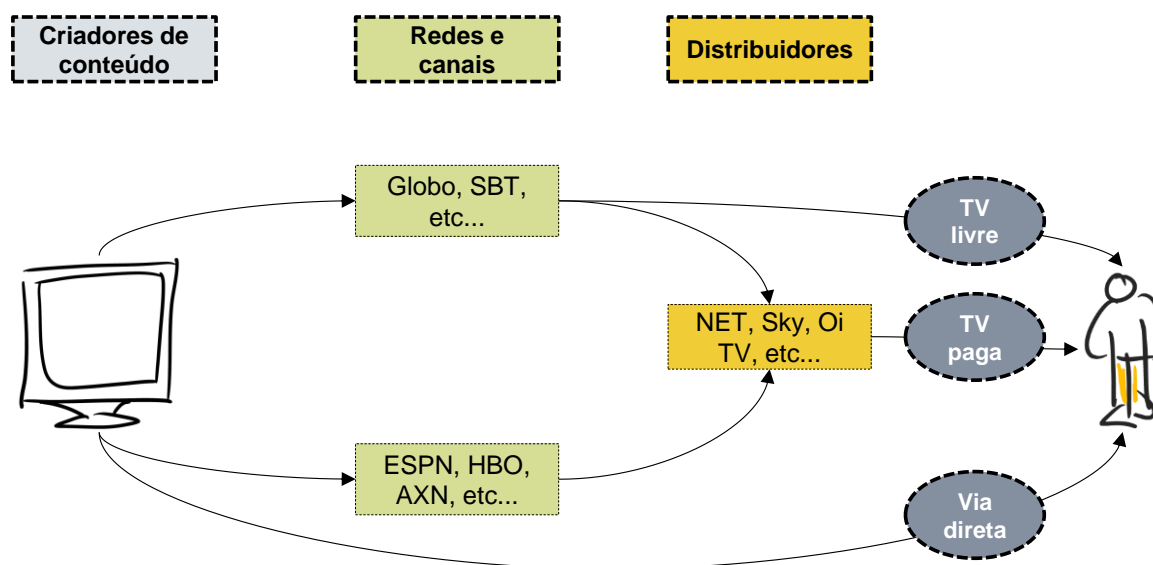 Criadores de
conteúdo
Redes e
canais
Distribuidores
Globo, SBT,
etc...
TV
livre
NET, Sky, Oi
TV, etc...
TV
paga
ESPN, HBO,
AXN, etc...
Via
direta